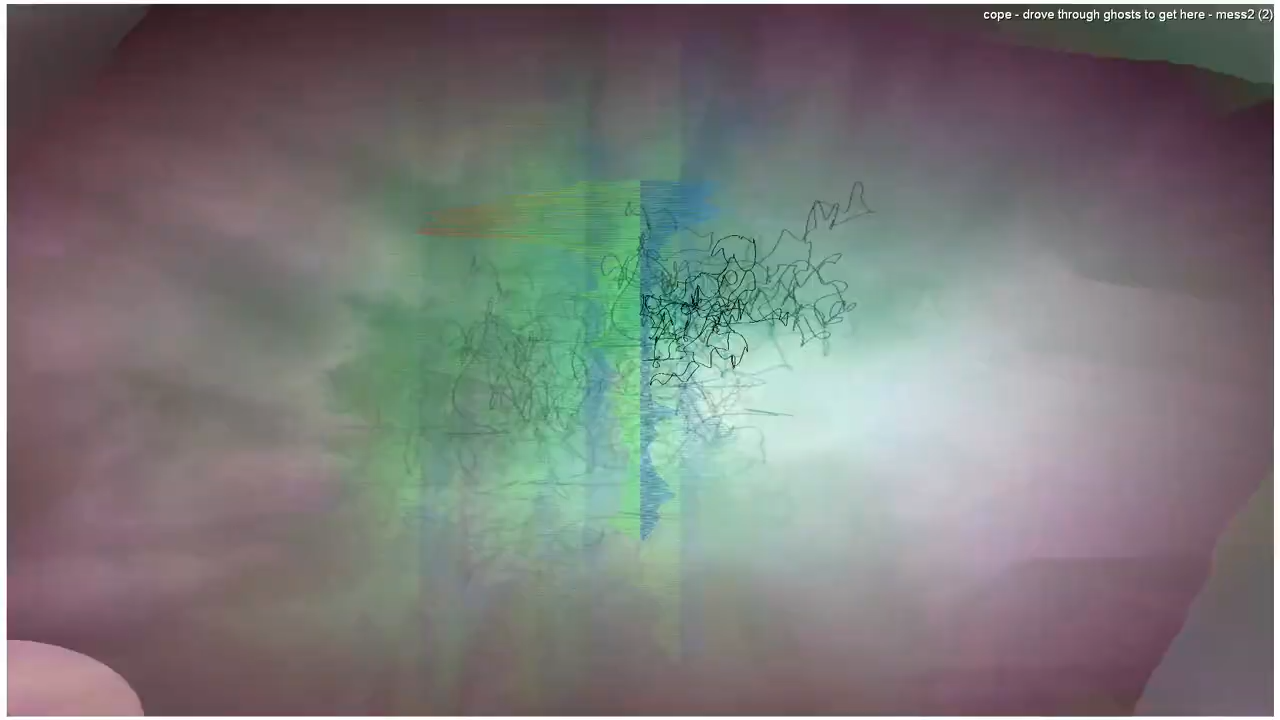 cope - drove through ghosts to get here - mess2 (2)